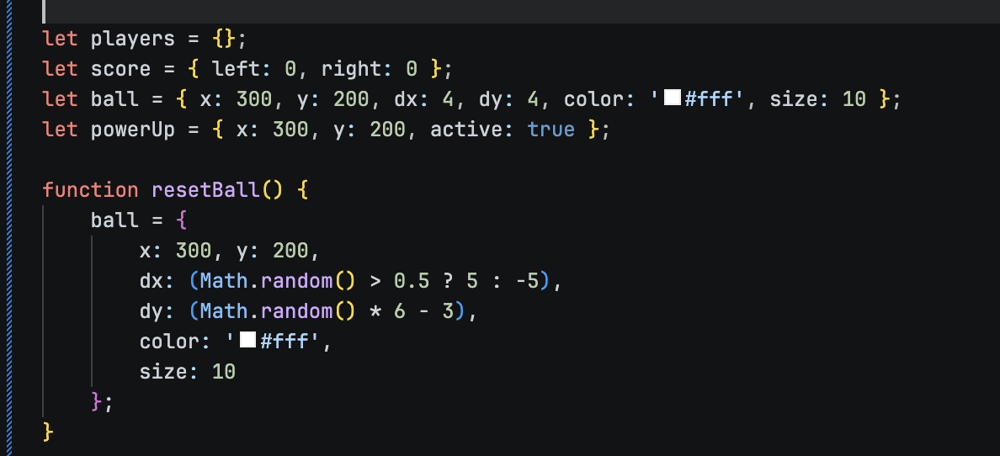 let players = {};
let score = { left: 0, right: 0 };
let ball = { x: 300, y: 200, dx: 4, dy: 4, color: '#fff', size: 10 };
let powerUp = { x: 300, y: 200, active: true };
function resetBall() {
    ball = {
        x: 300, y: 200,
        dx: (Math.random() > 0.5 ? 5 : -5),
        dy: (Math.random() * 6 - 3),
        color: '#fff',
        size: 10
    };
}